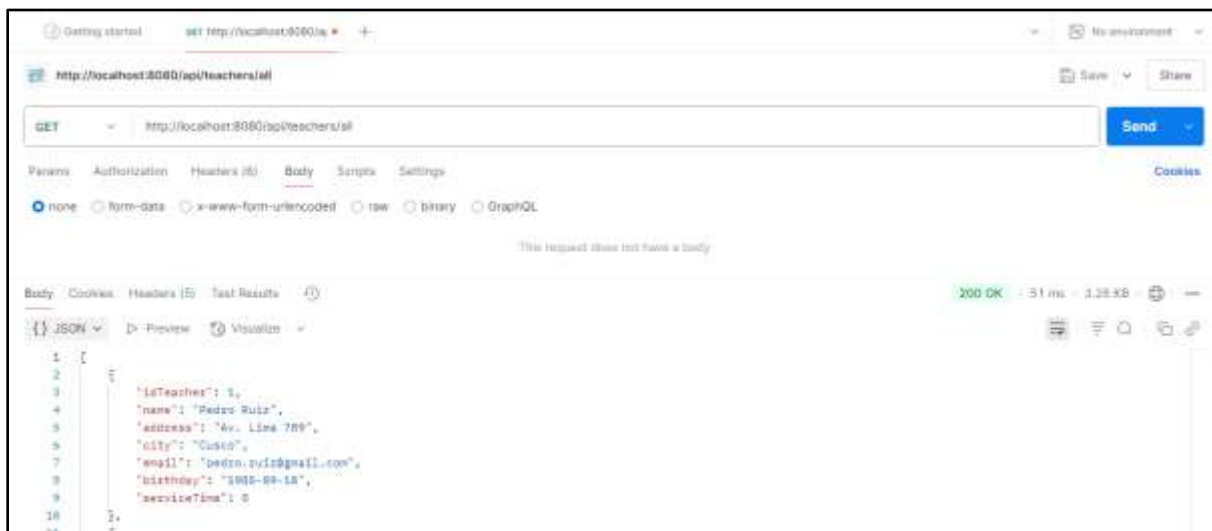 Getting started GET http://localhost:8080/a + No environment
http://localhost:8080/api/teachers/all Save Share
GET http://localhost:8080/api/teachers/all Send
Params Authorization Headers (6) Body Scripts Settings Cookies
none form-data x-www-form-urlencoded raw binary GraphQL
This request does not have a body
Body Cookies Headers (5) Test Results 200 OK 51 ms
{} JSON Preview Visualize
1 [
2 {
3 "idTeacher": 1,
4 "name": "Pedro Ruiz",
5 "address": "Av. Lima 789",
6 "city": "Cusco",
7 "email": "pedro.ruiz@gmail.com",
8 "birthday":
9 "serviceTime":
10 },